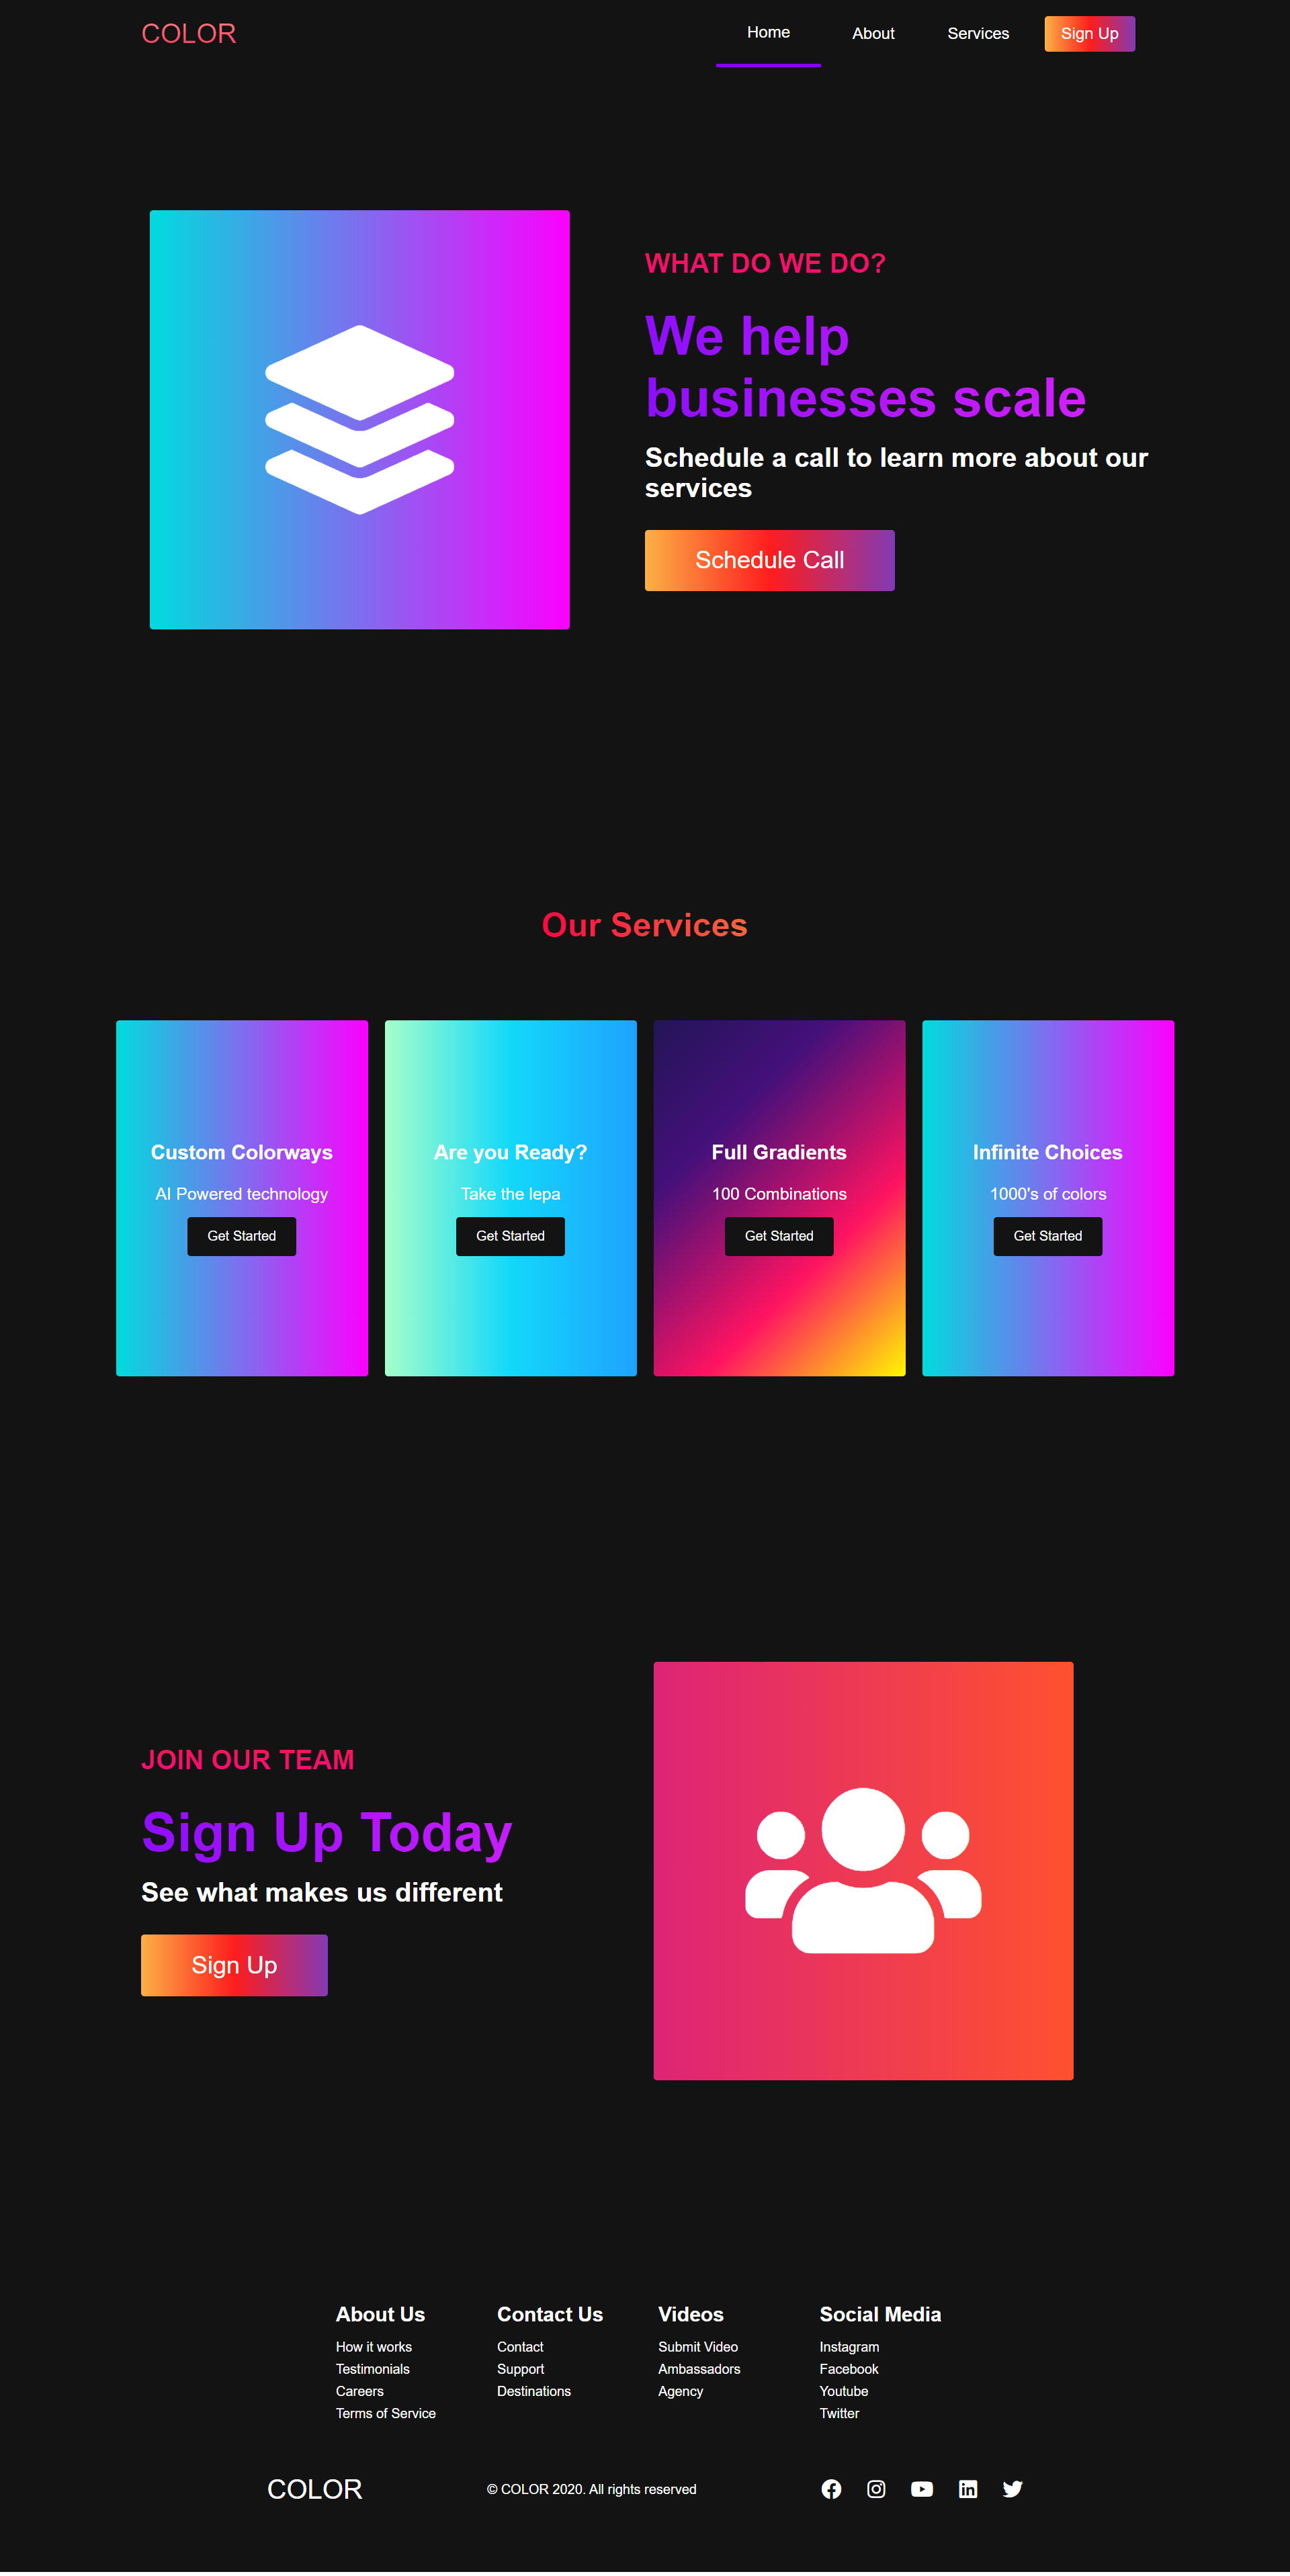 COLOR
Home
About
Services
Sign Up
WHAT DO WE DO?
We help
businesses scale
Schedule a call to learn more about our
services
Schedule Call
Our Services
Custom Colorways
AI Powered technology
Get Started
Are you Ready?
Take the lepa
Get Started
Full Gradients
100 Combinations
Get Started
Infinite Choices
1000's of colors
Get Started
JOIN OUR TEAM
Sign Up Today
See what makes us different
Sign Up
About Us
How it works
Testimonials
Careers
Terms of Service
Contact Us
Contact
Support
Destinations
Videos
Submit Video
Ambassadors
Agency
Social Media
Instagram
Facebook
Youtube
Twitter
COLOR
© COLOR 2020. All rights reserved